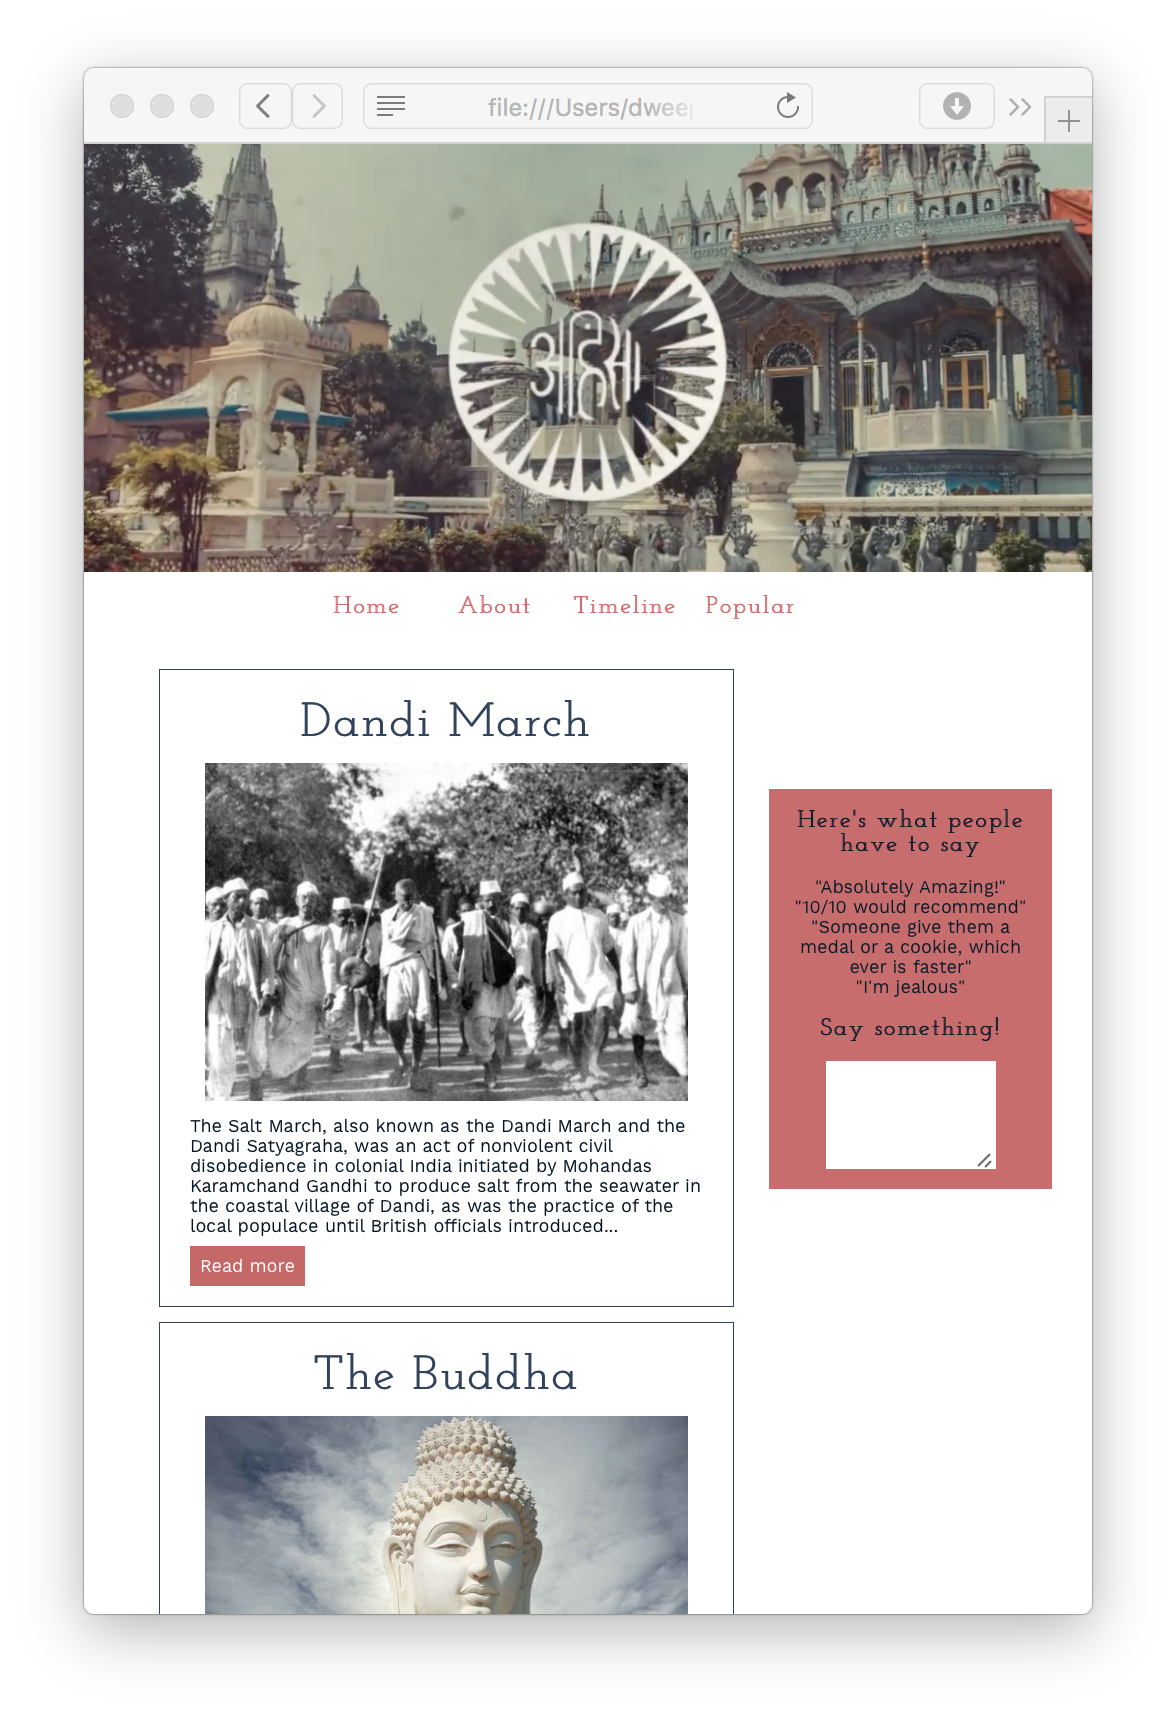 file:///Users/dweep
अहिंसा
Home About Timeline Popular
Dandi March
The Salt March, also known as the Dandi March and the
Dandi Satyagraha, was an act of nonviolent civil
disobedience in colonial India initiated by Mohandas
Karamchand Gandhi to produce salt from the seawater in
the coastal village of Dandi, as was the practice of the
local populace until British officials introduced...
Read more
Here's what people
have to say
"Absolutely Amazing!"
"10/10 would recommend"
"Someone give them a
medal or a cookie, which
ever is faster"
"I'm jealous"
Say something!
The Buddha